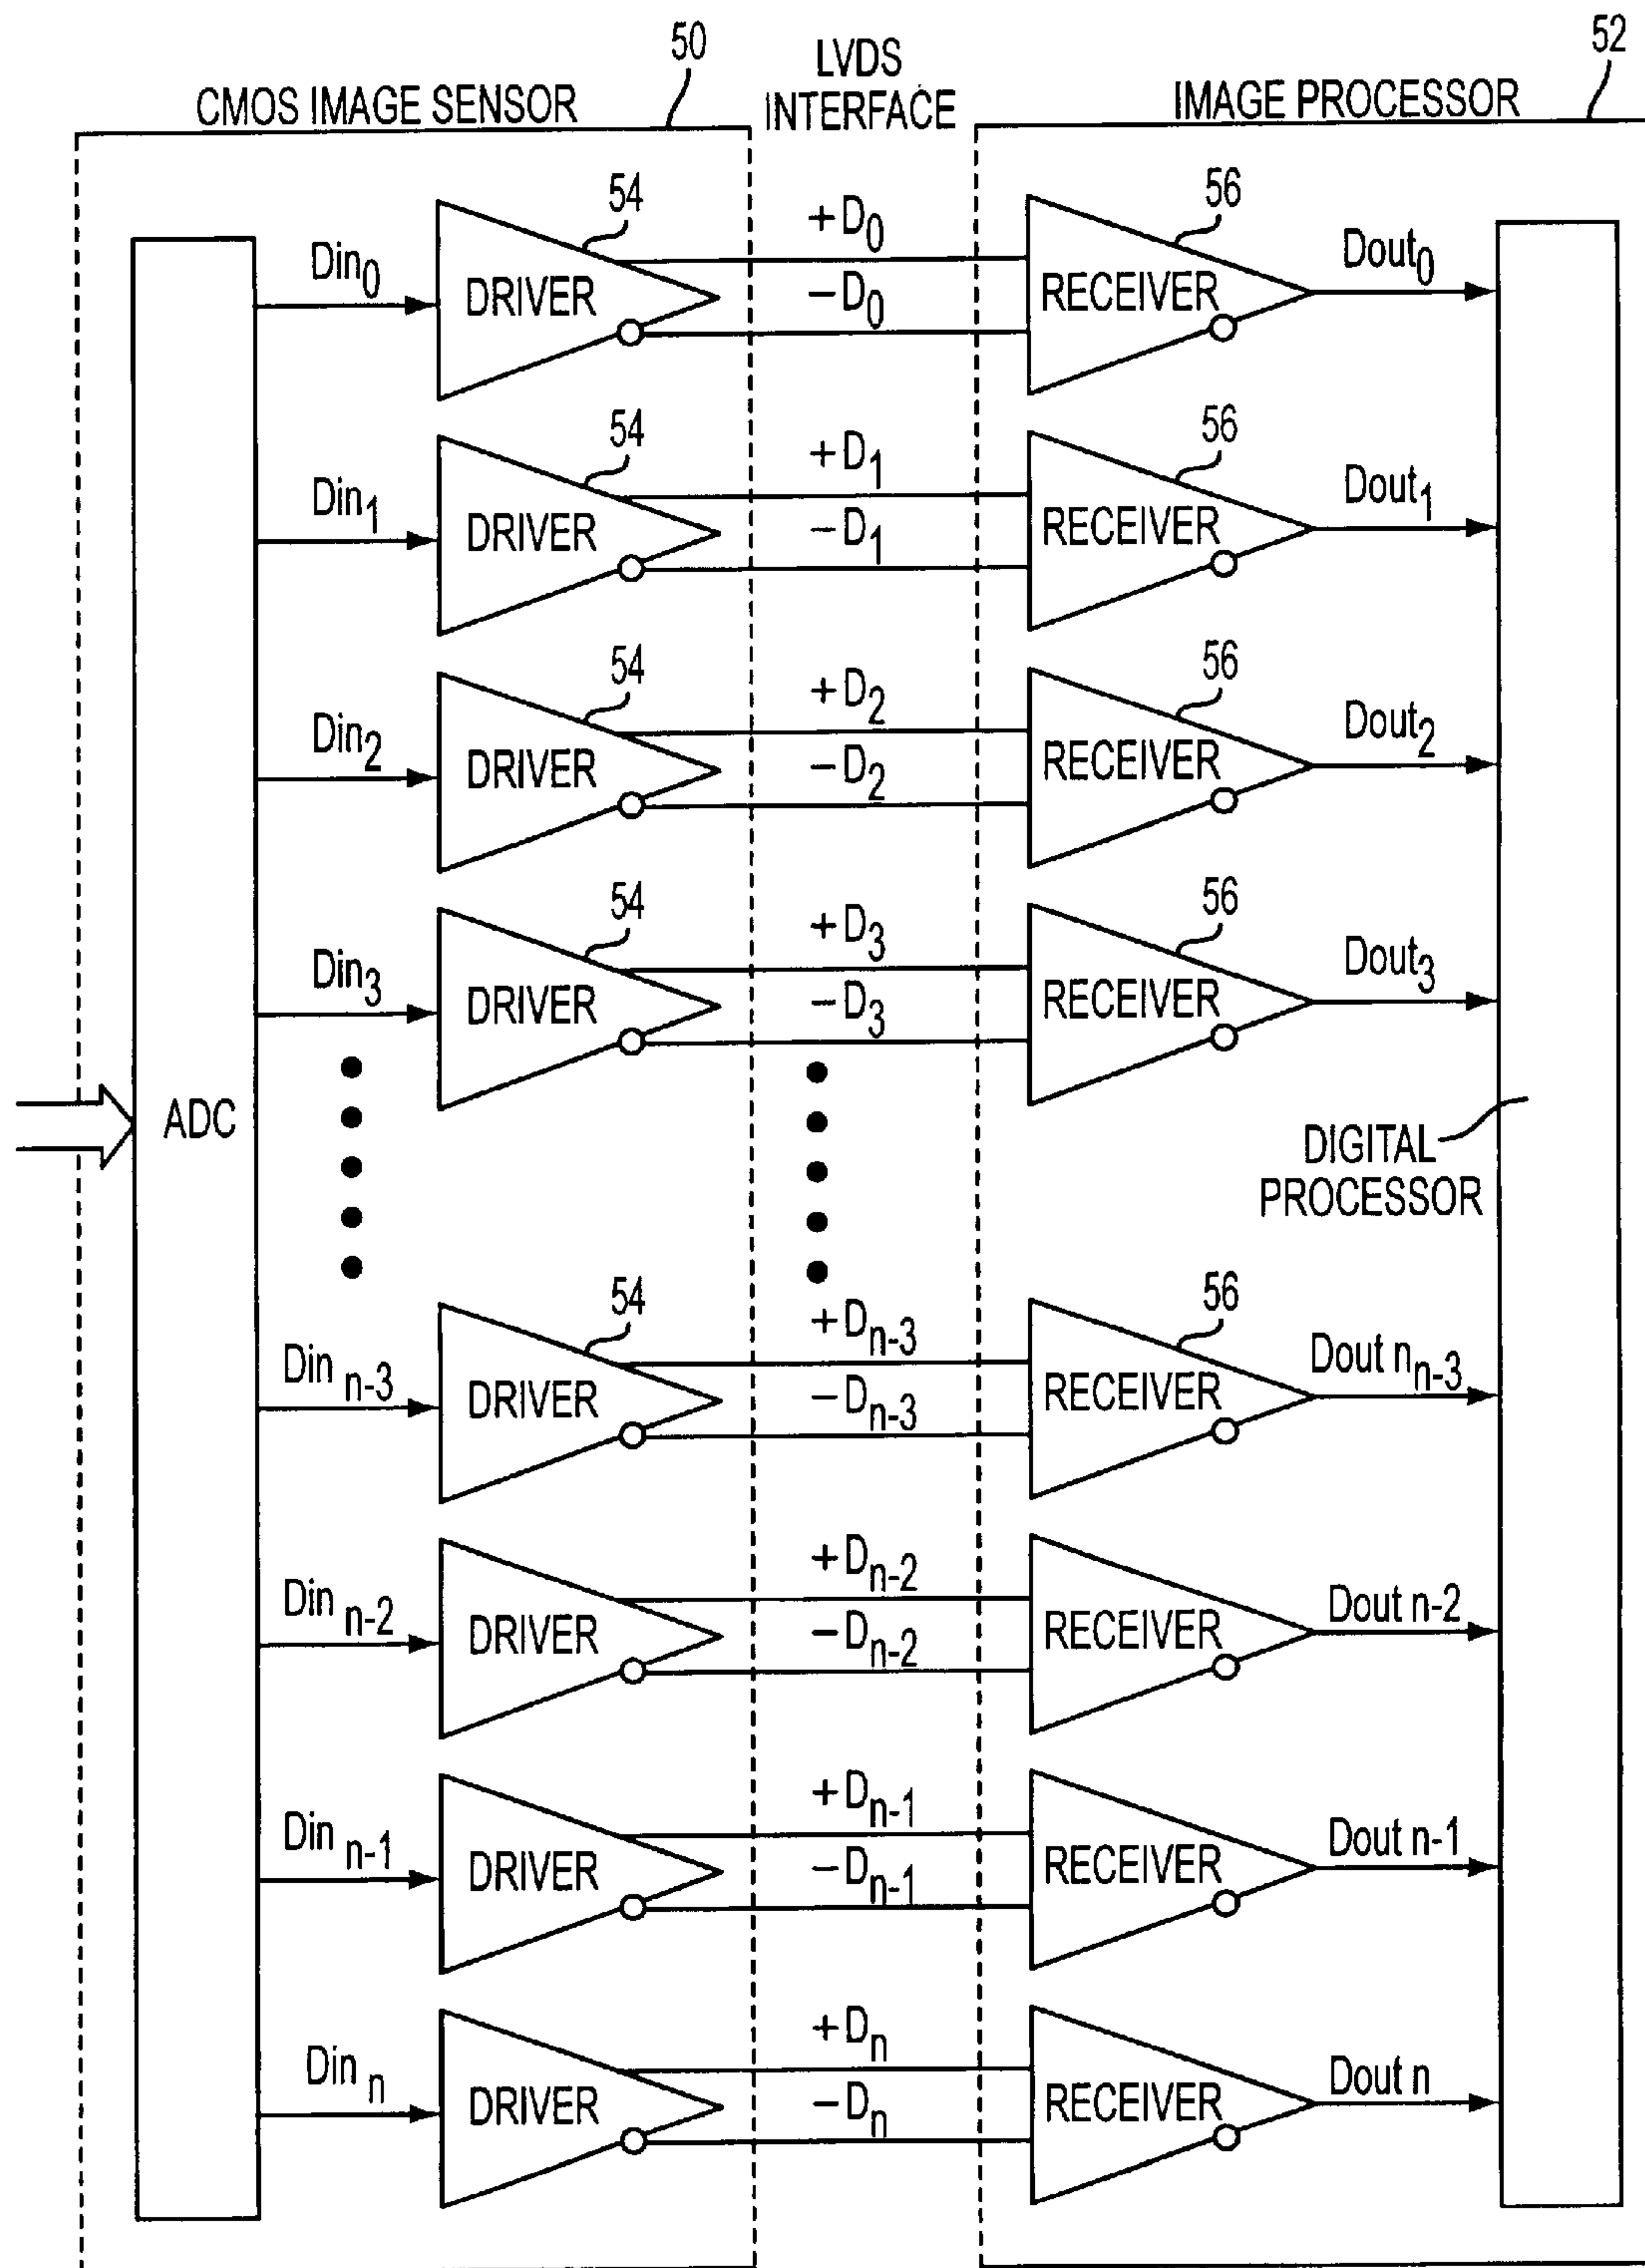 50
52
CMOS IMAGE SENSOR
LVDS
INTERFACE
IMAGE PROCESSOR
Din0
54
DRIVER
+D0
−D0
56
RECEIVER
Dout0
Din1
54
DRIVER
+D1
−D1
56
RECEIVER
Dout1
Din2
54
DRIVER
+D2
−D2
56
RECEIVER
Dout2
Din3
54
DRIVER
+D3
−D3
56
RECEIVER
Dout3
ADC
DIGITAL
PROCESSOR
Din n-3
54
DRIVER
+Dn-3
−Dn-3
56
RECEIVER
Dout nn-3
Din n-2
DRIVER
+Dn-2
−Dn-2
RECEIVER
Dout n-2
Din n-1
DRIVER
+Dn-1
−Dn-1
RECEIVER
Dout n-1
Din n
DRIVER
+Dn
−Dn
RECEIVER
Dout n